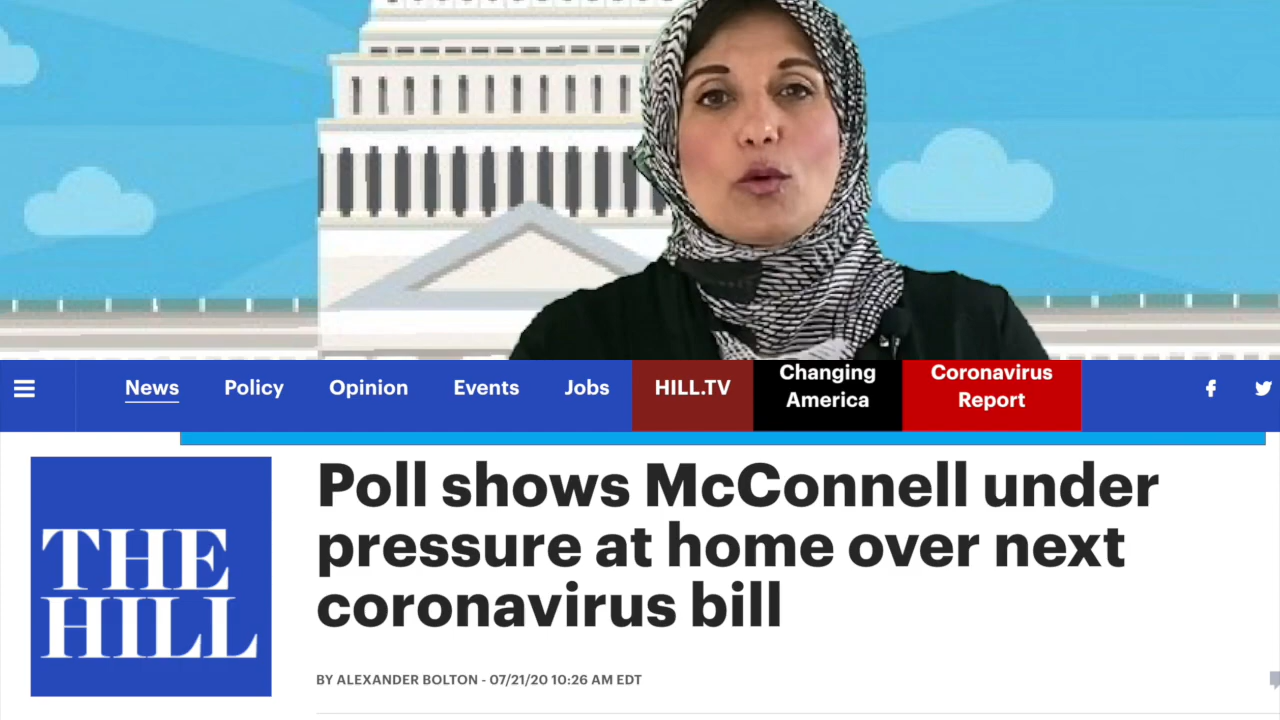 News Policy Opinion Events Jobs HILL.TV Changing America Coronavirus Report
THE
HILL
Poll shows McConnell under
pressure at home over next
coronavirus bill
BY ALEXANDER BOLTON - 07/21/20 10:26 AM EDT